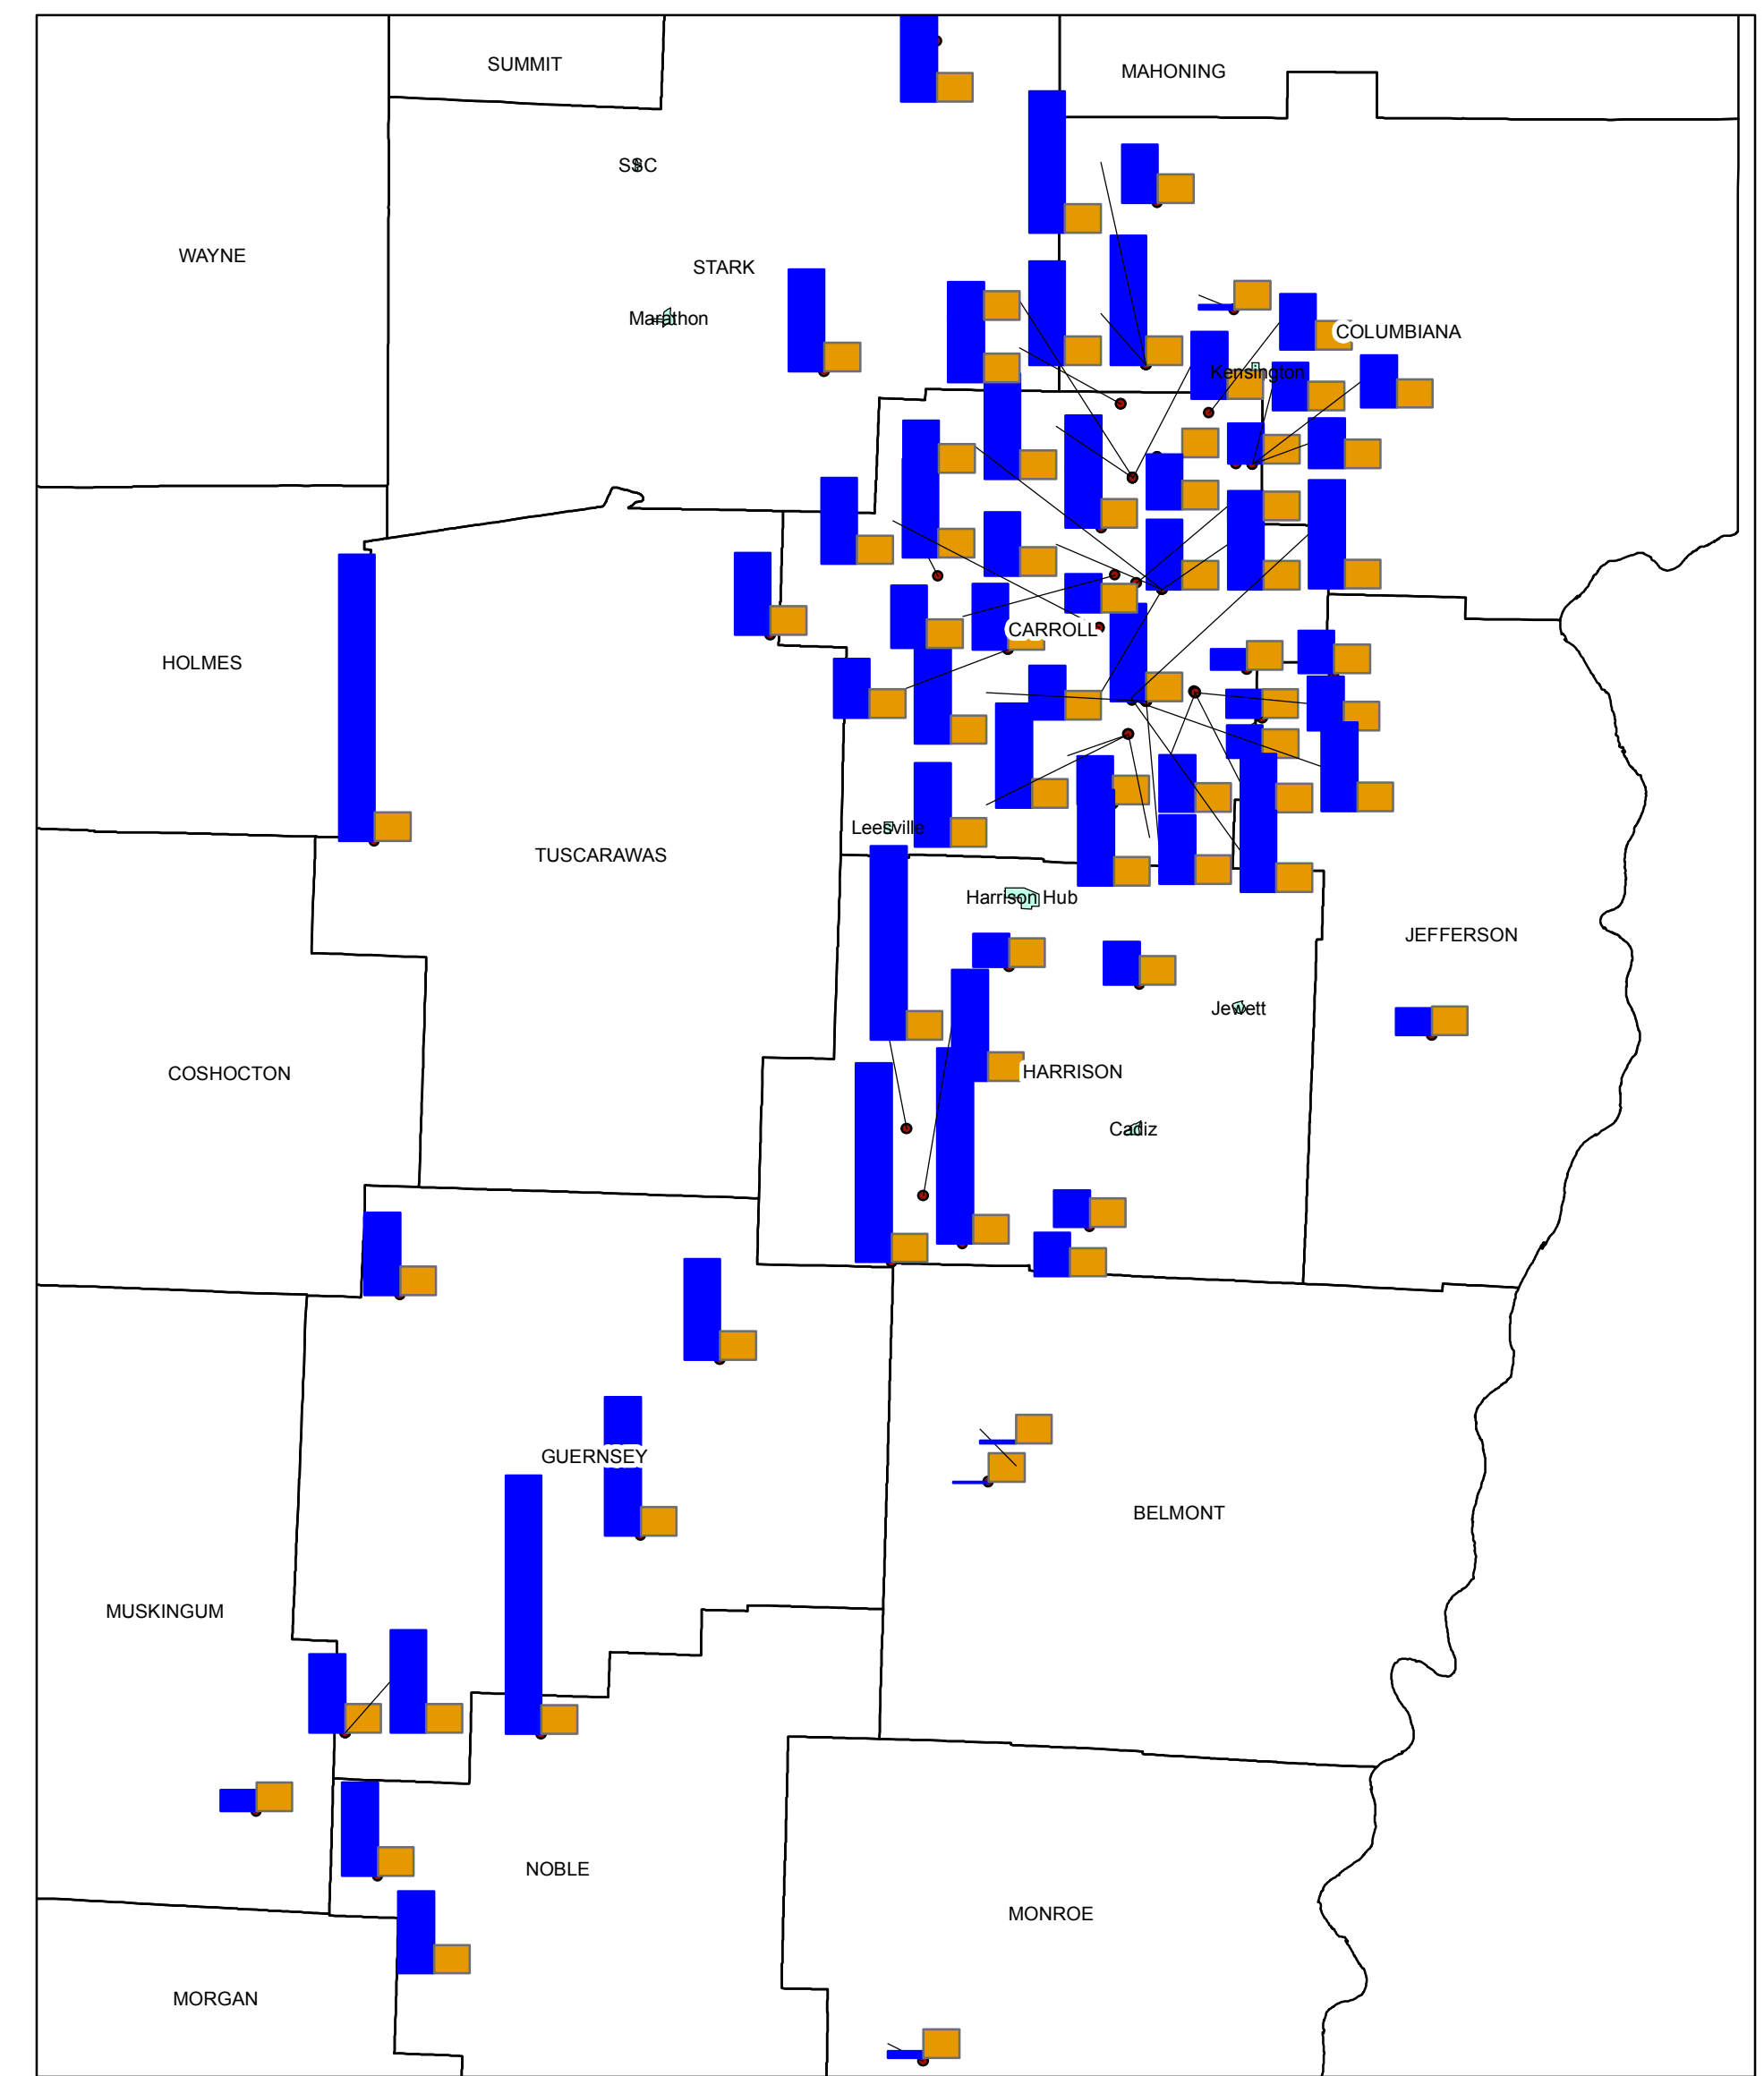 SUMMIT
MAHONING
SSC
WAYNE
STARK
Marathon
COLUMBIANA
Kensington
CARROLL
HOLMES
Leesville
TUSCARAWAS
Harrison Hub
JEFFERSON
Jewett
HARRISON
COSHOCTON
Cadiz
GUERNSEY
BELMONT
MUSKINGUM
NOBLE
MONROE
MORGAN